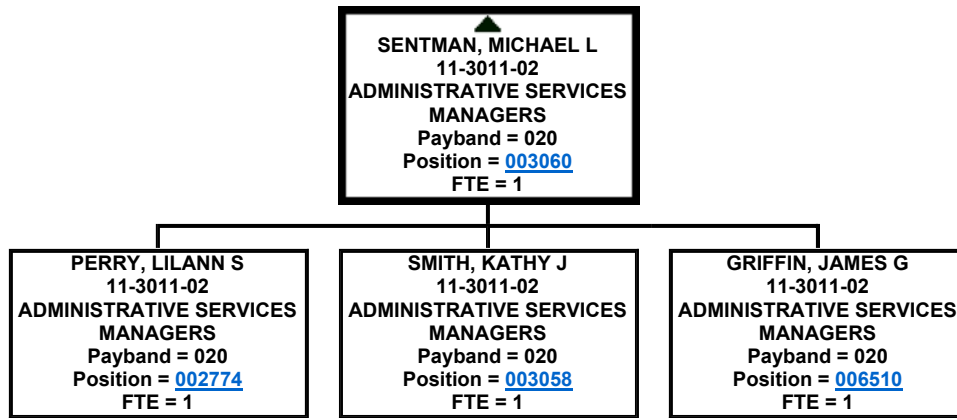 SENTMAN, MICHAEL L
11-3011-02
ADMINISTRATIVE SERVICES
MANAGERS
Payband = 020
Position = 003060
FTE = 1
PERRY, LILANN S
11-3011-02
ADMINISTRATIVE SERVICES
MANAGERS
Payband = 020
Position = 002774
FTE = 1
SMITH, KATHY J
11-3011-02
ADMINISTRATIVE SERVICES
MANAGERS
Payband = 020
Position = 003058
FTE = 1
GRIFFIN, JAMES G
11-3011-02
ADMINISTRATIVE SERVICES
MANAGERS
Payband = 020
Position = 006510
FTE = 1